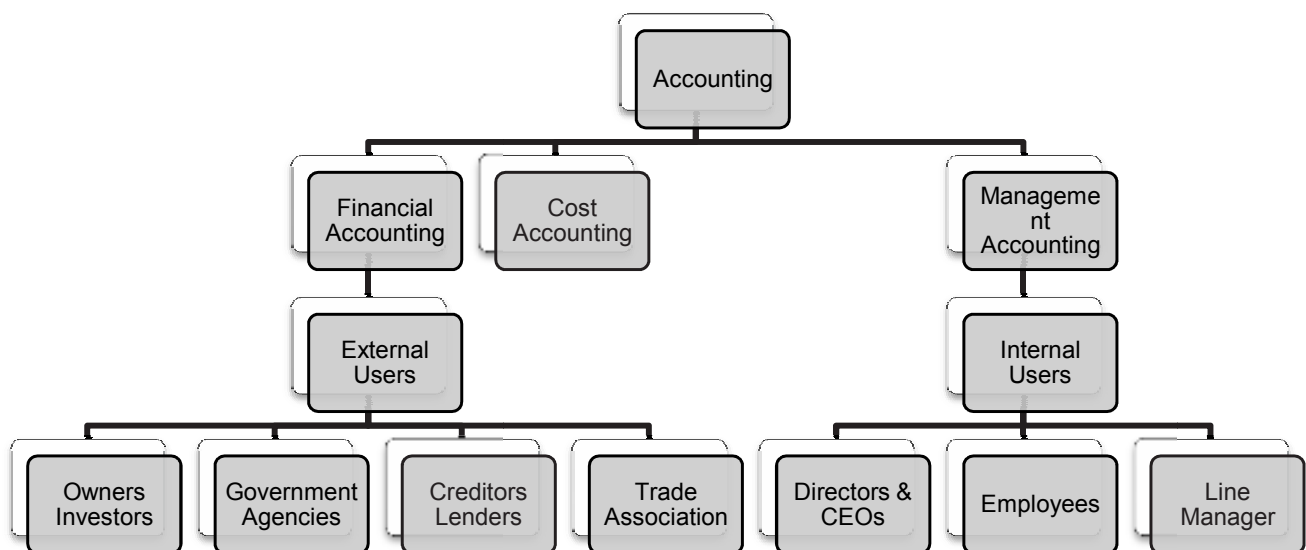 Accounting
Financial
Accounting
Cost
Accounting
Manageme
nt
Accounting
External
Users
Internal
Users
Owners
Investors
Government
Agencies
Creditors
Lenders
Trade
Association
Directors &
CEOs
Employees
Line
Manager